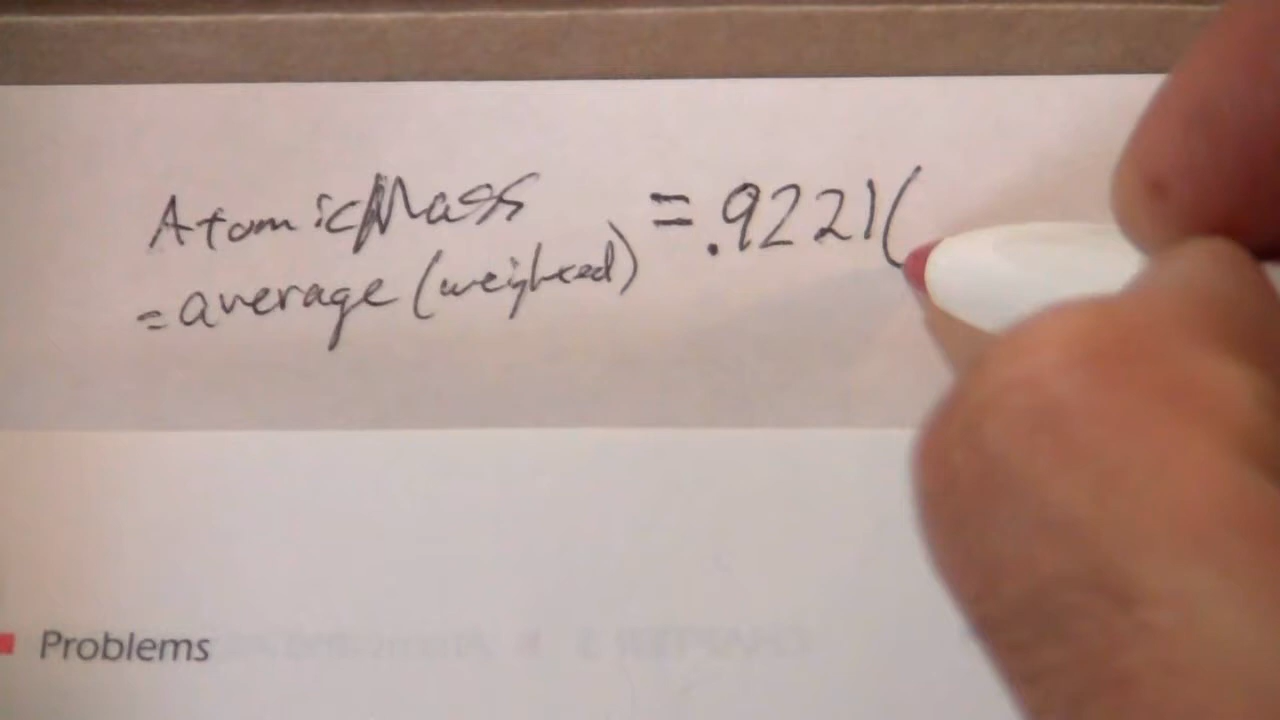 Atomic Mass = .9221(
= average (weighted)
Problems